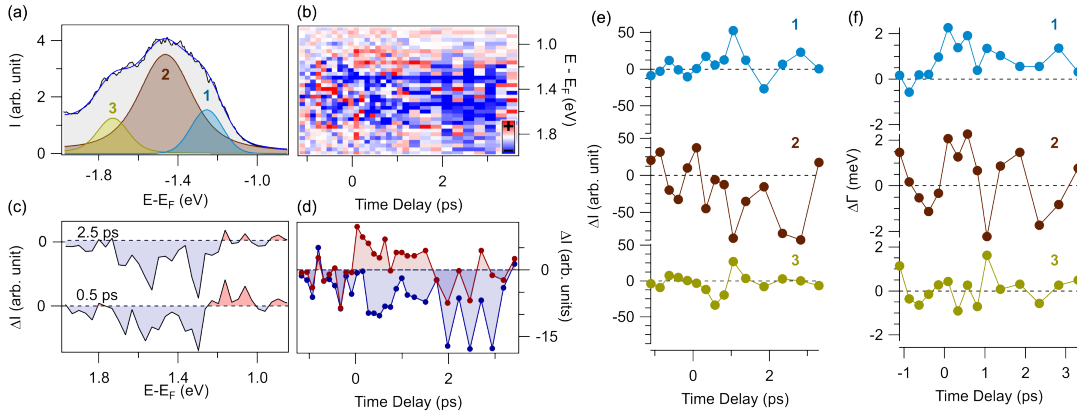 (a)
I (arb. unit)
4
2
0
3
2
1
-1.8
-1.4
-1.0
E-E_F (eV)
(b)
1.0
1.4
1.8
E - E_F (eV)
+
-
0
2
Time Delay (ps)
(c)
ΔI (arb. unit)
0
2.5 ps
0
0.5 ps
1.8
1.4
1.0
E-E_F (eV)
(d)
0
-15
ΔI (arb. units)
0
2
Time Delay (ps)
(e)
ΔI (arb. unit)
1
50
0
-50
2
50
0
-50
3
50
0
-50
0
2
Time Delay (ps)
(f)
ΔΓ (meV)
1
2
0
-2
2
2
0
-2
3
2
0
-2
-1
0
1
2
3
Time Delay (ps)